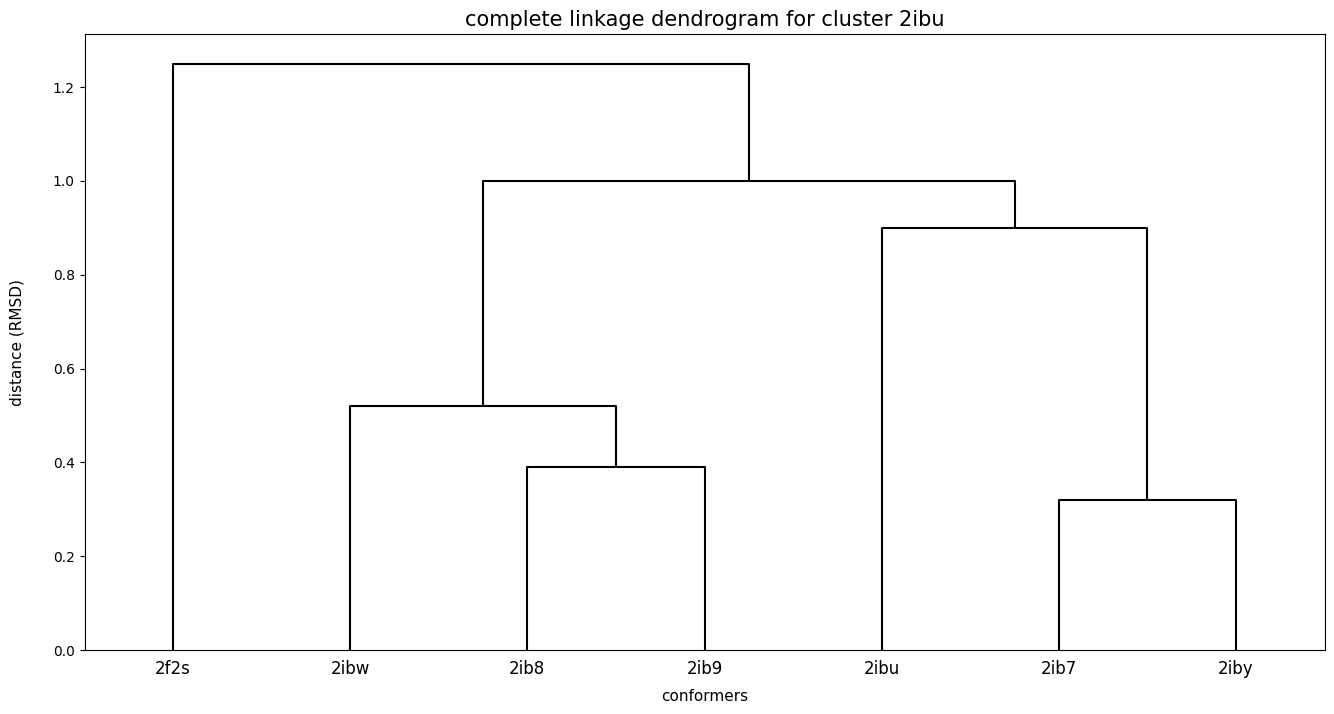 complete linkage dendrogram for cluster 2ibu
1.2
1.0
0.8
0.6
0.4
0.2
0.0
distance (RMSD)
2f2s 2ibw 2ib8 2ib9 2ibu 2ib7 2iby
conformers